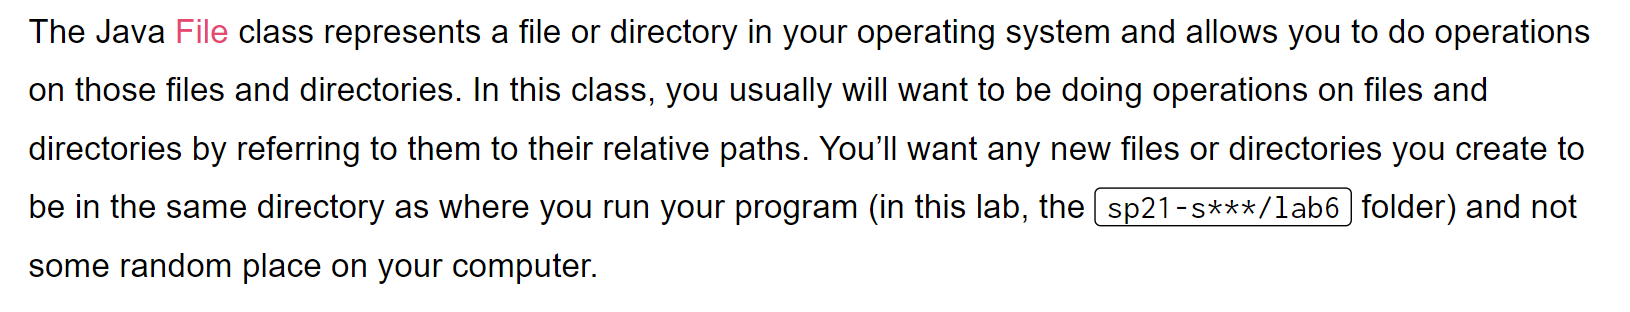 The Java File class represents a file or directory in your operating system and allows you to do operations
on those files and directories. In this class, you usually will want to be doing operations on files and
directories by referring to them to their relative paths. You’ll want any new files or directories you create to
be in the same directory as where you run your program (in this lab, the sp21-s***/lab6 folder) and not
some random place on your computer.